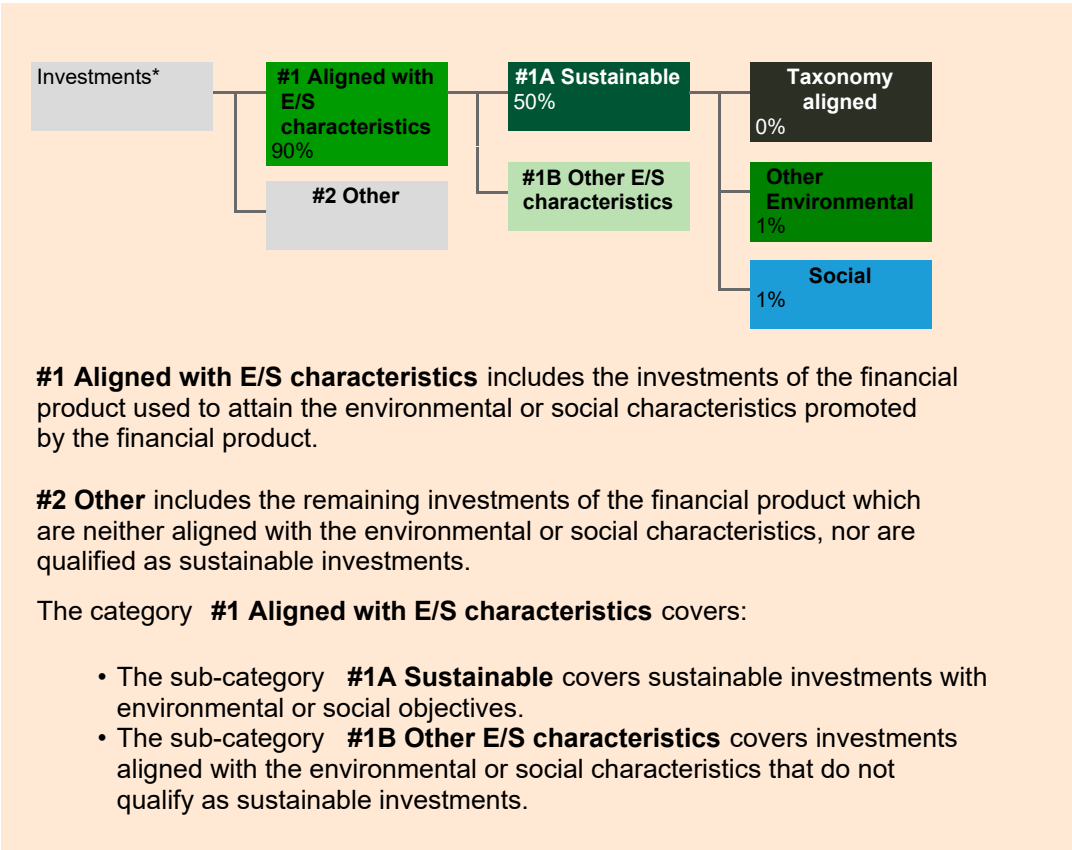 Investments*
#1 Aligned with
E/S
characteristics
90%
#2 Other
#1A Sustainable
50%
#1B Other E/S
characteristics
Taxonomy
aligned
0%
Other
Environmental
1%
Social
1%
#1 Aligned with E/S characteristics includes the investments of the financial
product used to attain the environmental or social characteristics promoted
by the financial product.
#2 Other includes the remaining investments of the financial product which
are neither aligned with the environmental or social characteristics, nor are
qualified as sustainable investments.
The category #1 Aligned with E/S characteristics covers:
• The sub-category #1A Sustainable covers sustainable investments with
environmental or social objectives.
• The sub-category #1B Other E/S characteristics covers investments
aligned with the environmental or social characteristics that do not
qualify as sustainable investments.